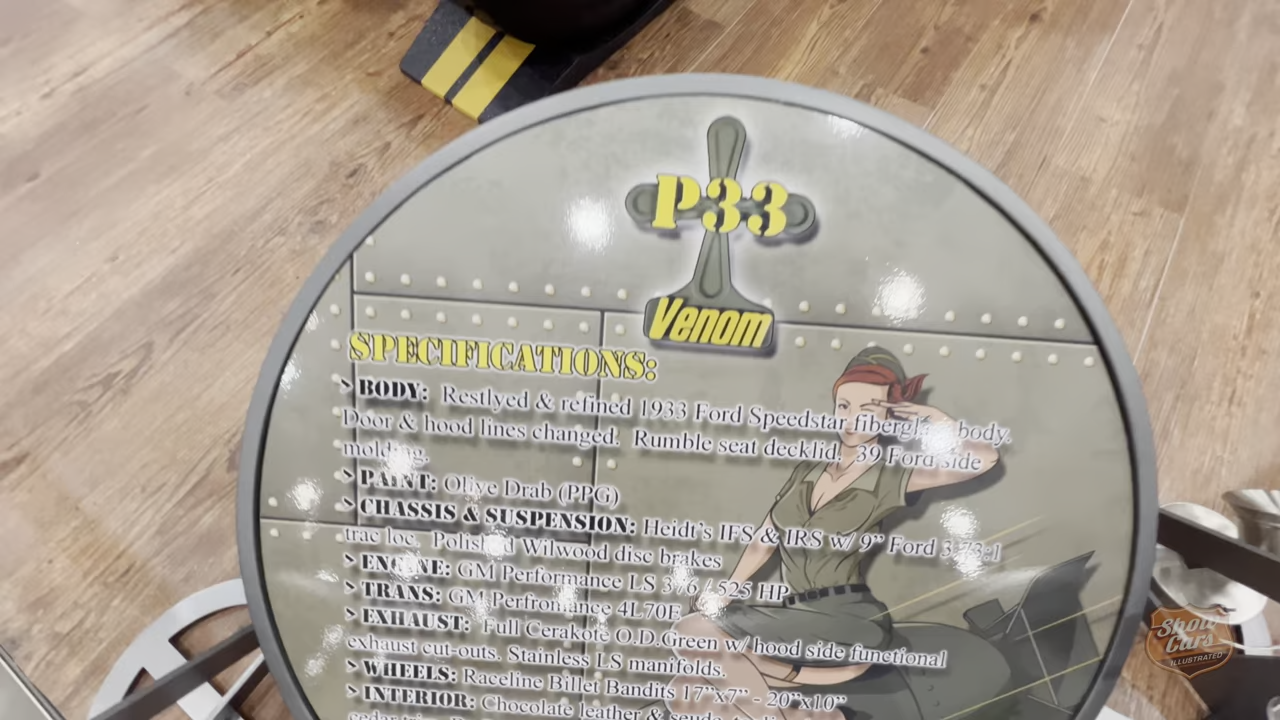 P33
Venom
SPECIFICATIONS:
> BODY: Restlyed & refined 1933 Ford Speedstar fibergl body.
Door & hood lines changed. Rumble seat decklid. 39 Ford side
molding.
> PAINT: Olive Drab (PPG)
> CHASSIS & SUSPENSION: Heidt's IFS & IRS w/ 9" Ford 3.73:1
trac loc. Polished Wilwood disc brakes
> ENGINE: GM Performance LS 376 / 525 HP
> TRANS: GM Perfromance 4L70E
> EXHAUST: Full Cerakote O.D.Green w/ hood side functional
exhaust cut-outs. Stainless LS manifolds.
> WHEELS: Raceline Billet Bandits 17"x7" - 20"x10"
> INTERIOR: Chocolate leather & suede
Show
Cars
ILLUSTRATED